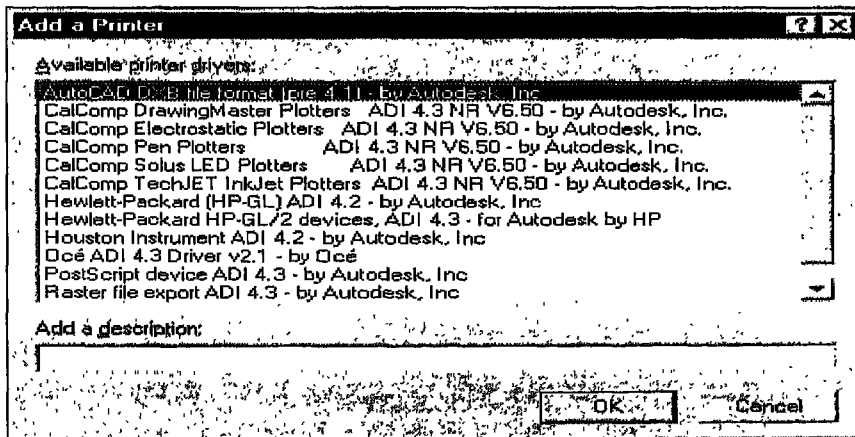 Add a Printer
Available printer drivers:
AutoCAD DXB file format (pre 4.1) - by Autodesk, Inc
CalComp DrawingMaster Plotters ADI 4.3 NR V6.50 - by Autodesk, Inc.
CalComp Electrostatic Plotters ADI 4.3 NR V6.50 - by Autodesk, Inc.
CalComp Pen Plotters ADI 4.3 NR V6.50 - by Autodesk, Inc.
CalComp Solus LED Plotters ADI 4.3 NR V6.50 - by Autodesk, Inc.
CalComp TechJET InkJet Plotters ADI 4.3 NR V6.50 - by Autodesk, Inc.
Hewlett-Packard (HP-GL) ADI 4.2 - by Autodesk, Inc
Hewlett-Packard HP-GL/2 devices, ADI 4.3 - for Autodesk by HP
Houston Instrument ADI 4.2 - by Autodesk, Inc
Océ ADI 4.3 Driver v2.1 - by Océ
PostScript device ADI 4.3 - by Autodesk, Inc
Raster file export ADI 4.3 - by Autodesk, Inc
Add a description:
OK Cancel